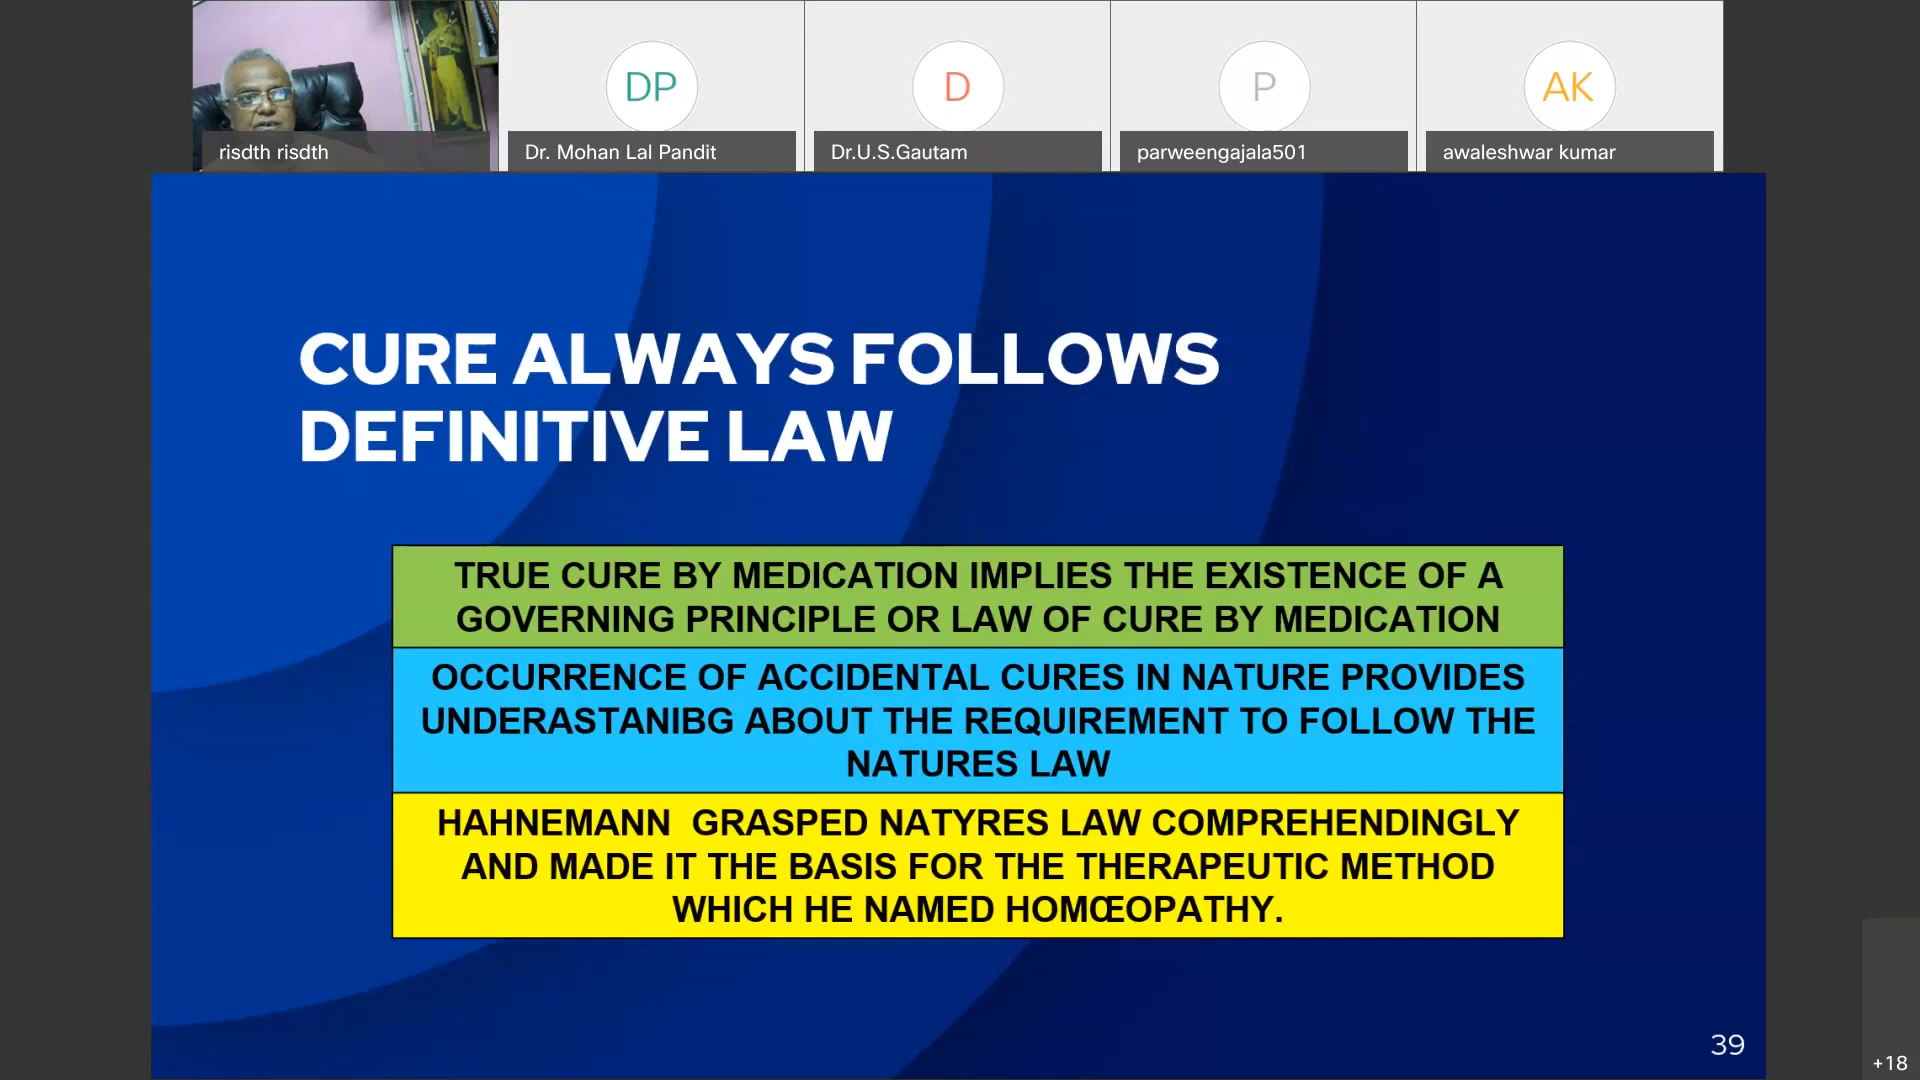 DP
D
P
AK
risdth risdth
Dr. Mohan Lal Pandit
Dr.U.S.Gautam
parweengajala501
awaleshwar kumar
CURE ALWAYS FOLLOWS
DEFINITIVE LAW
TRUE CURE BY MEDICATION IMPLIES THE EXISTENCE OF A
GOVERNING PRINCIPLE OR LAW OF CURE BY MEDICATION
OCCURRENCE OF ACCIDENTAL CURES IN NATURE PROVIDES
UNDERASTANIBG ABOUT THE REQUIREMENT TO FOLLOW THE
NATURES LAW
HAHNEMANN  GRASPED NATYRES LAW COMPREHENDINGLY
AND MADE IT THE BASIS FOR THE THERAPEUTIC METHOD
WHICH HE NAMED HOMŒOPATHY.
39
+18